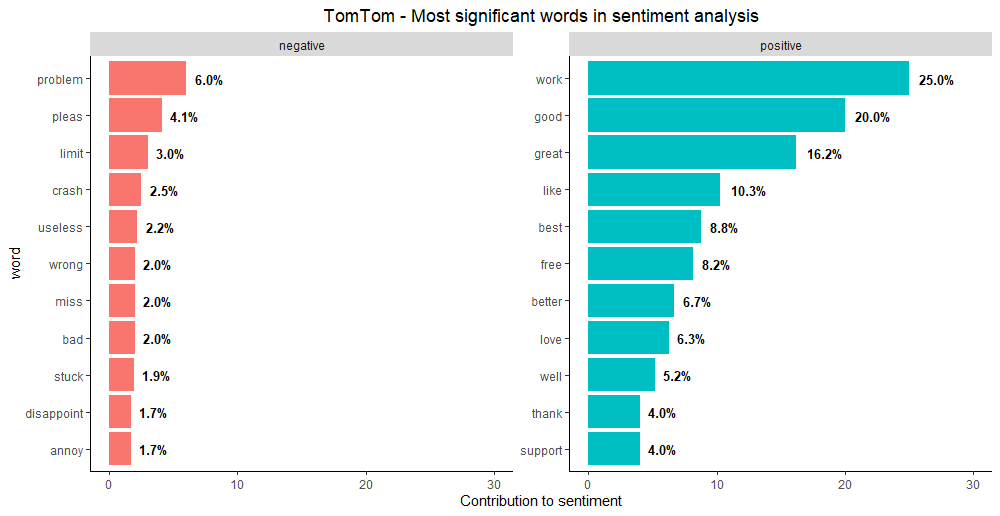 TomTom - Most significant words in sentiment analysis
negative
positive
word
problem 6.0%
pleas 4.1%
limit 3.0%
crash 2.5%
useless 2.2%
wrong 2.0%
miss 2.0%
bad 2.0%
stuck 1.9%
disappoint 1.7%
annoy 1.7%
0 10 20 30
work 25.0%
good 20.0%
great 16.2%
like 10.3%
best 8.8%
free 8.2%
better 6.7%
love 6.3%
well 5.2%
thank 4.0%
support 4.0%
0 10 20 30
Contribution to sentiment